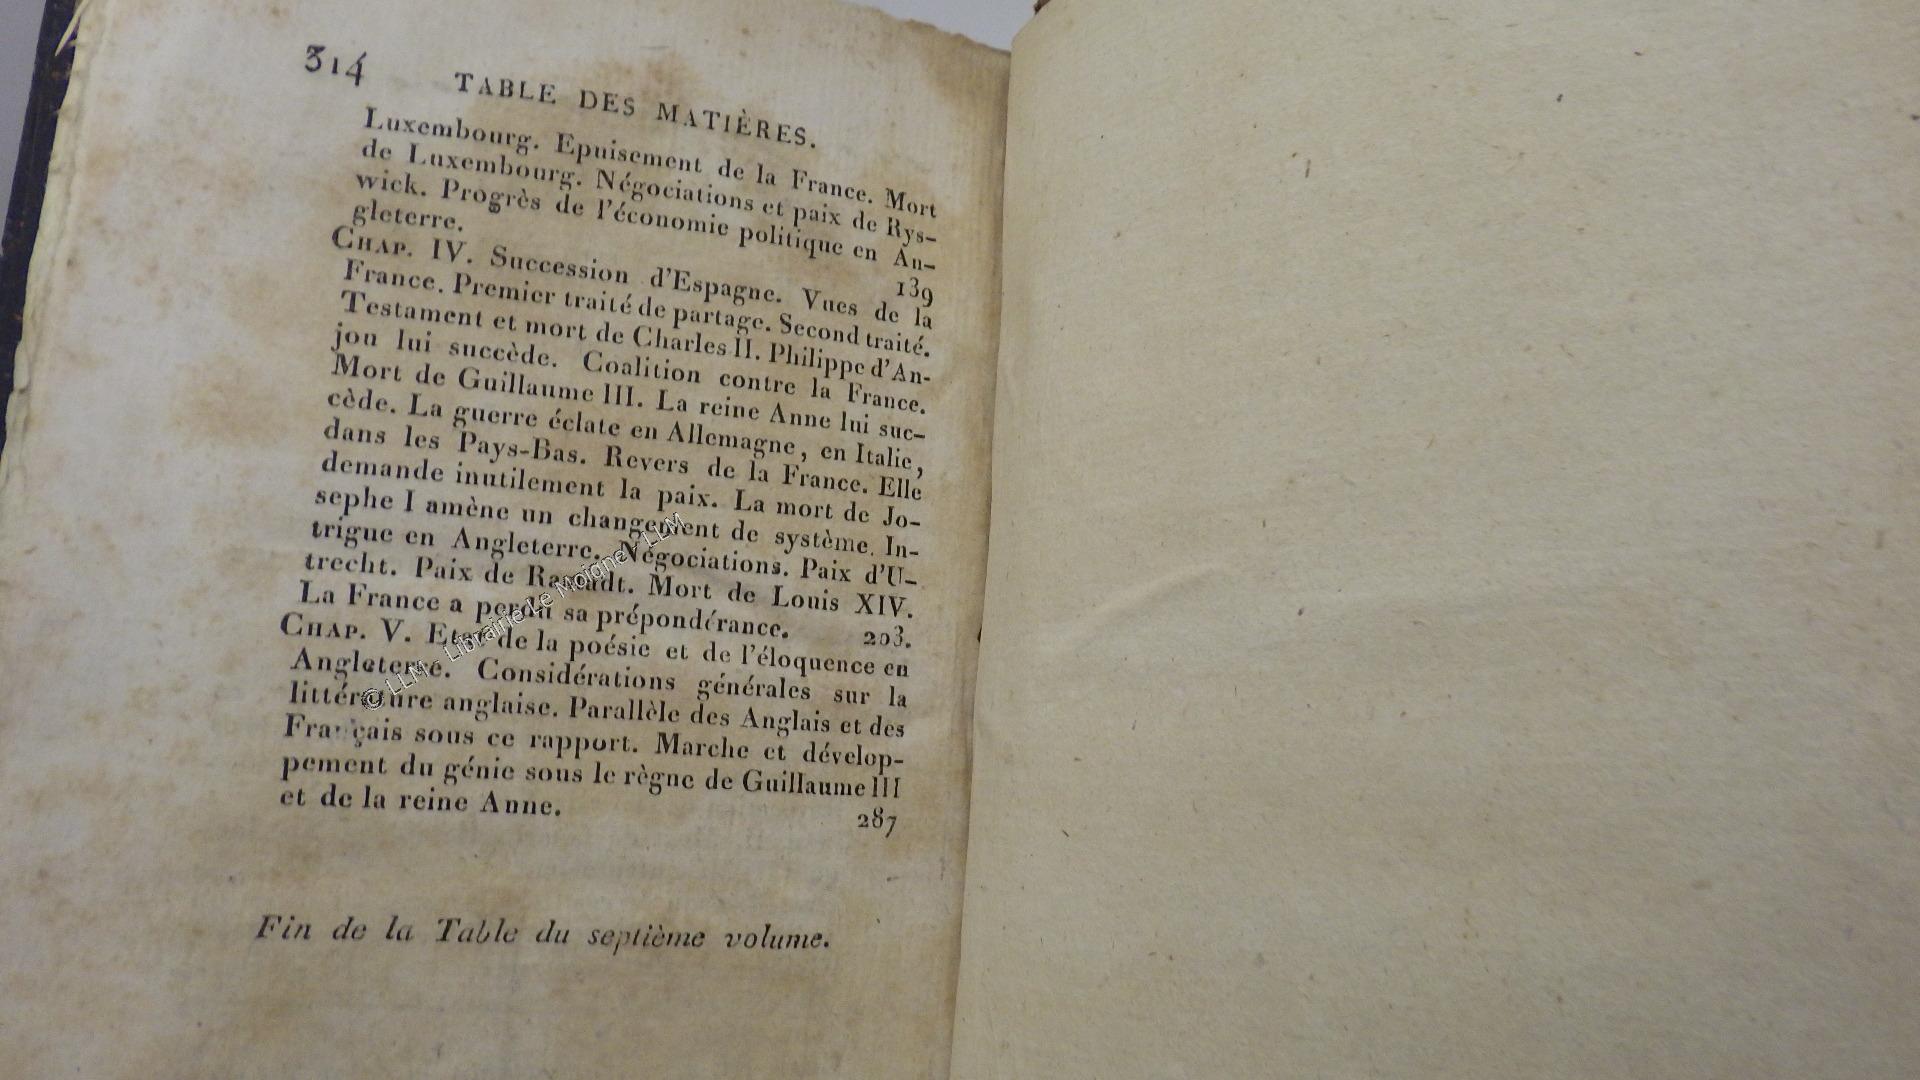 314
TABLE DES MATIÈRES.
Luxembourg. Epuisement de la France. Mort
de Luxembourg. Négociations et paix de Rys-
wick. Progrès de l'économie politique en An-
gleterre. 139
CHAP. IV. Succession d'Espagne. Vues de la
France. Premier traité de partage. Second traité.
Testament et mort de Charles II. Philippe d'An-
jou lui succède. Coalition contre la France.
Mort de Guillaume III. La reine Anne lui suc-
cède. La guerre éclate en Allemagne, en Italie,
dans les Pays-Bas. Revers de la France. Elle
demande inutilement la paix. La mort de Jo-
sephe I amène un changement de système. In-
trigue en Angleterre. Négociations. Paix d'U-
trecht. Paix de Rastadt. Mort de Louis XIV.
La France a perdu sa prépondérance. 203.
CHAP. V. Etat de la poésie et de l'éloquence en
Angleterre. Considérations générales sur la
littérature anglaise. Parallèle des Anglais et des
Français sous ce rapport. Marche et dévelop-
pement du génie sous le règne de Guillaume III
et de la reine Anne. 287
Fin de la Table du septième volume.
© LLM - Librairie Le Moigne - LLM